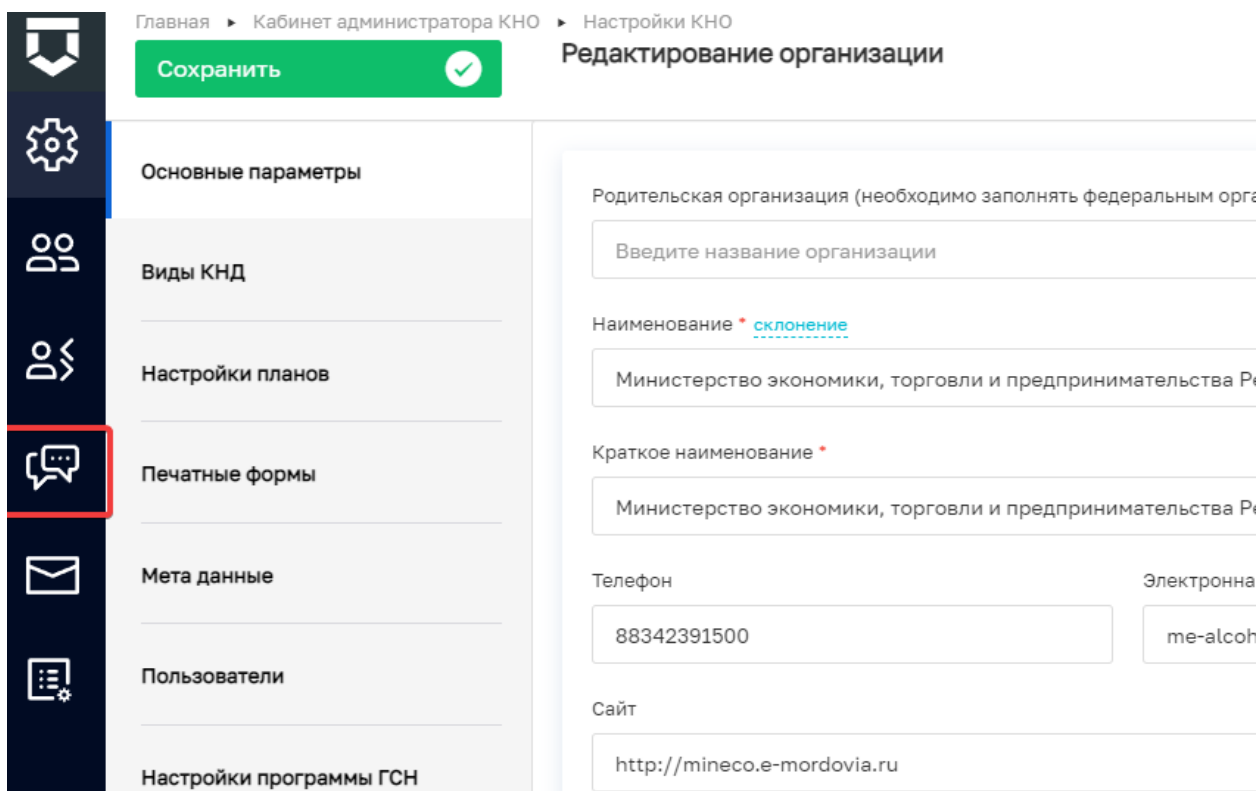 Главная ▸ Кабинет администратора КНО ▸ Настройки КНО
Сохранить
Редактирование организации
Основные параметры
Виды КНД
Настройки планов
Печатные формы
Мета данные
Пользователи
Настройки программы ГСН
Родительская организация (необходимо заполнять федеральным орга
Введите название организации
Наименование * склонение
Министерство экономики, торговли и предпринимательства Ре
Краткое наименование *
Министерство экономики, торговли и предпринимательства Ре
Телефон
Электронна
88342391500
me-alcoh
Сайт
http://mineco.e-mordovia.ru